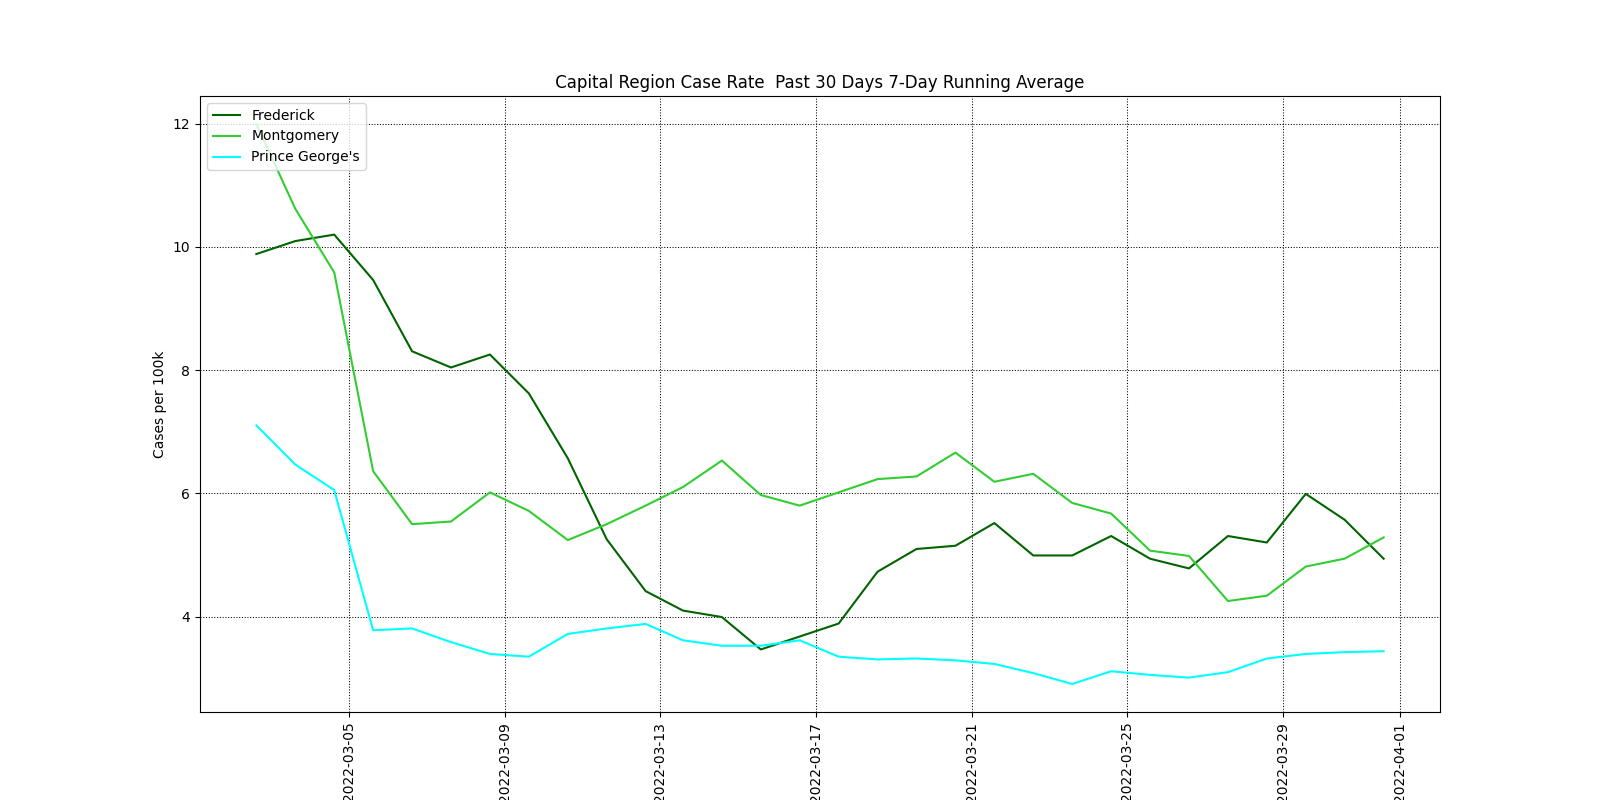 Capital Region Case Rate  Past 30 Days 7-Day Running Average
Frederick
Montgomery
Prince George's
Cases per 100k
12
10
8
6
4
2022-03-05
2022-03-09
2022-03-13
2022-03-17
2022-03-21
2022-03-25
2022-03-29
2022-04-01